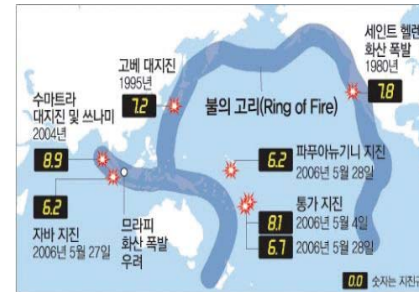 고베 대지진
1995년
7.2
세인트 헬렌
화산 폭발
1980년
7.8
수마트라
대지진 및 쓰나미
2004년
8.9
불의 고리(Ring of Fire)
6.2
파푸아뉴기니 지진
2006년 5월 28일
6.2
자바 지진
2006년 5월 27일
므라피
화산 폭발
우려
통가 지진
8.1 2006년 5월 4일
6.7 2006년 5월 28일
0.0 숫자는 지진